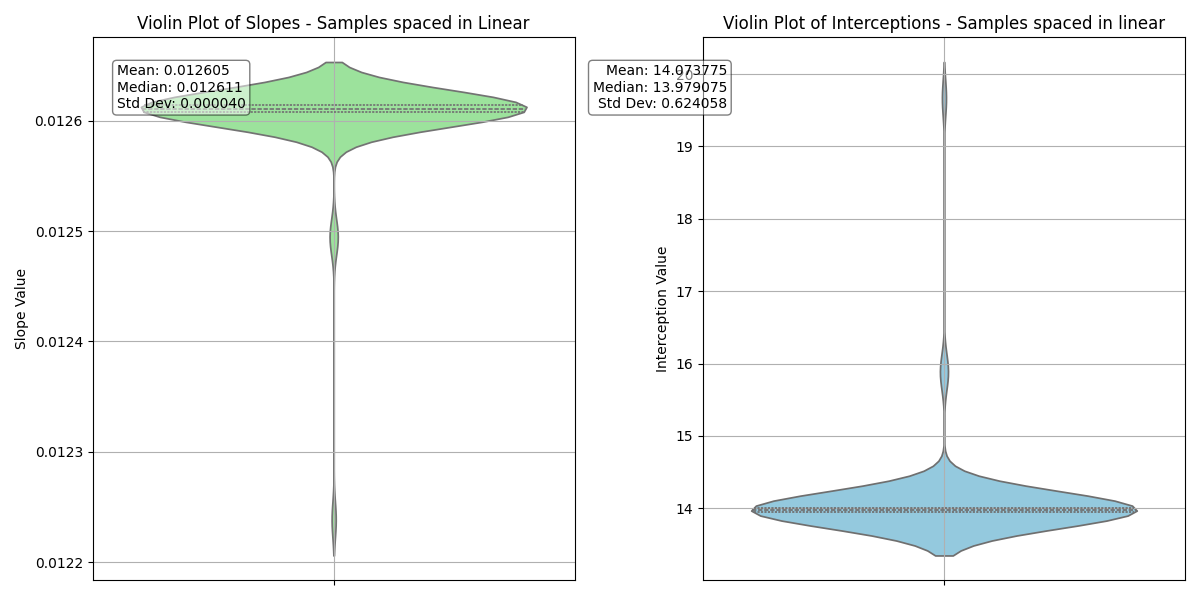 Violin Plot of Slopes - Samples spaced in Linear
Mean: 0.012605
Median: 0.012611
Std Dev: 0.000040
0.0126
0.0125
0.0124
0.0123
0.0122
Slope Value
Violin Plot of Interceptions - Samples spaced in linear
Mean: 14.073775
Median: 13.979075
Std Dev: 0.624058
20
19
18
17
16
15
14
Interception Value